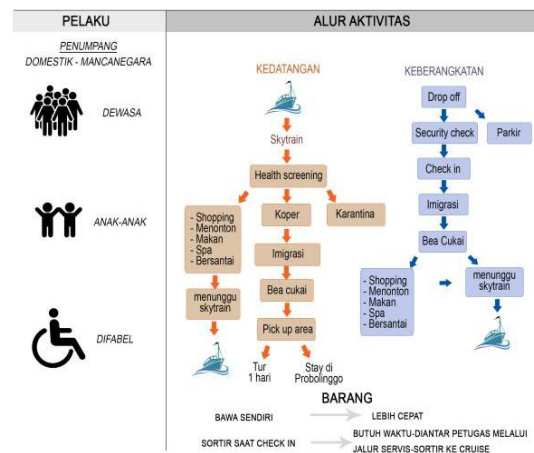 PELAKU
ALUR AKTIVITAS
PENUMPANG
DOMESTIK - MANCANEGARA
DEWASA
ANAK-ANAK
DIFABEL
KEDATANGAN
Skytrain
Health screening
- Shopping
- Menonton
- Makan
- Spa
- Bersantai
Koper
Karantina
Imigrasi
menunggu
skytrain
Bea cukai
Pick up area
Tur
1 hari
Stay di
Probolinggo
KEBERANGKATAN
Drop off
Security check
Parkir
Check in
Imigrasi
Bea Cukai
- Shopping
- Menonton
- Makan
- Spa
- Bersantai
menunggu
skytrain
BARANG
BAWA SENDIRI
LEBIH CEPAT
SORTIR SAAT CHECK IN
BUTUH WAKTU-DIANTAR PETUGAS MELALUI
JALUR SERVIS-SORTIR KE CRUISE